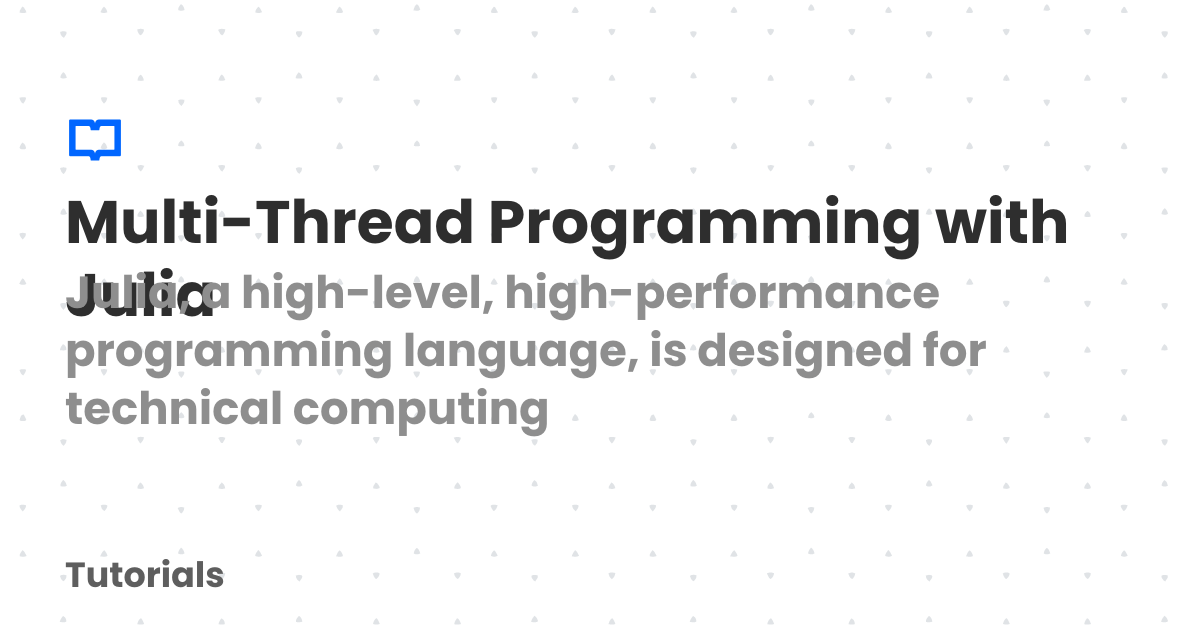 Multi-Thread Programming with
Julia
Julia, a high-level, high-performance
programming language, is designed for
technical computing
Tutorials